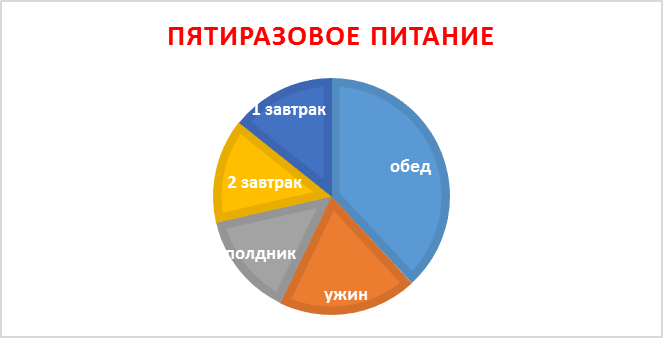 ПЯТИРАЗОВОЕ ПИТАНИЕ
1 завтрак
обед
2 завтрак
полдник
ужин